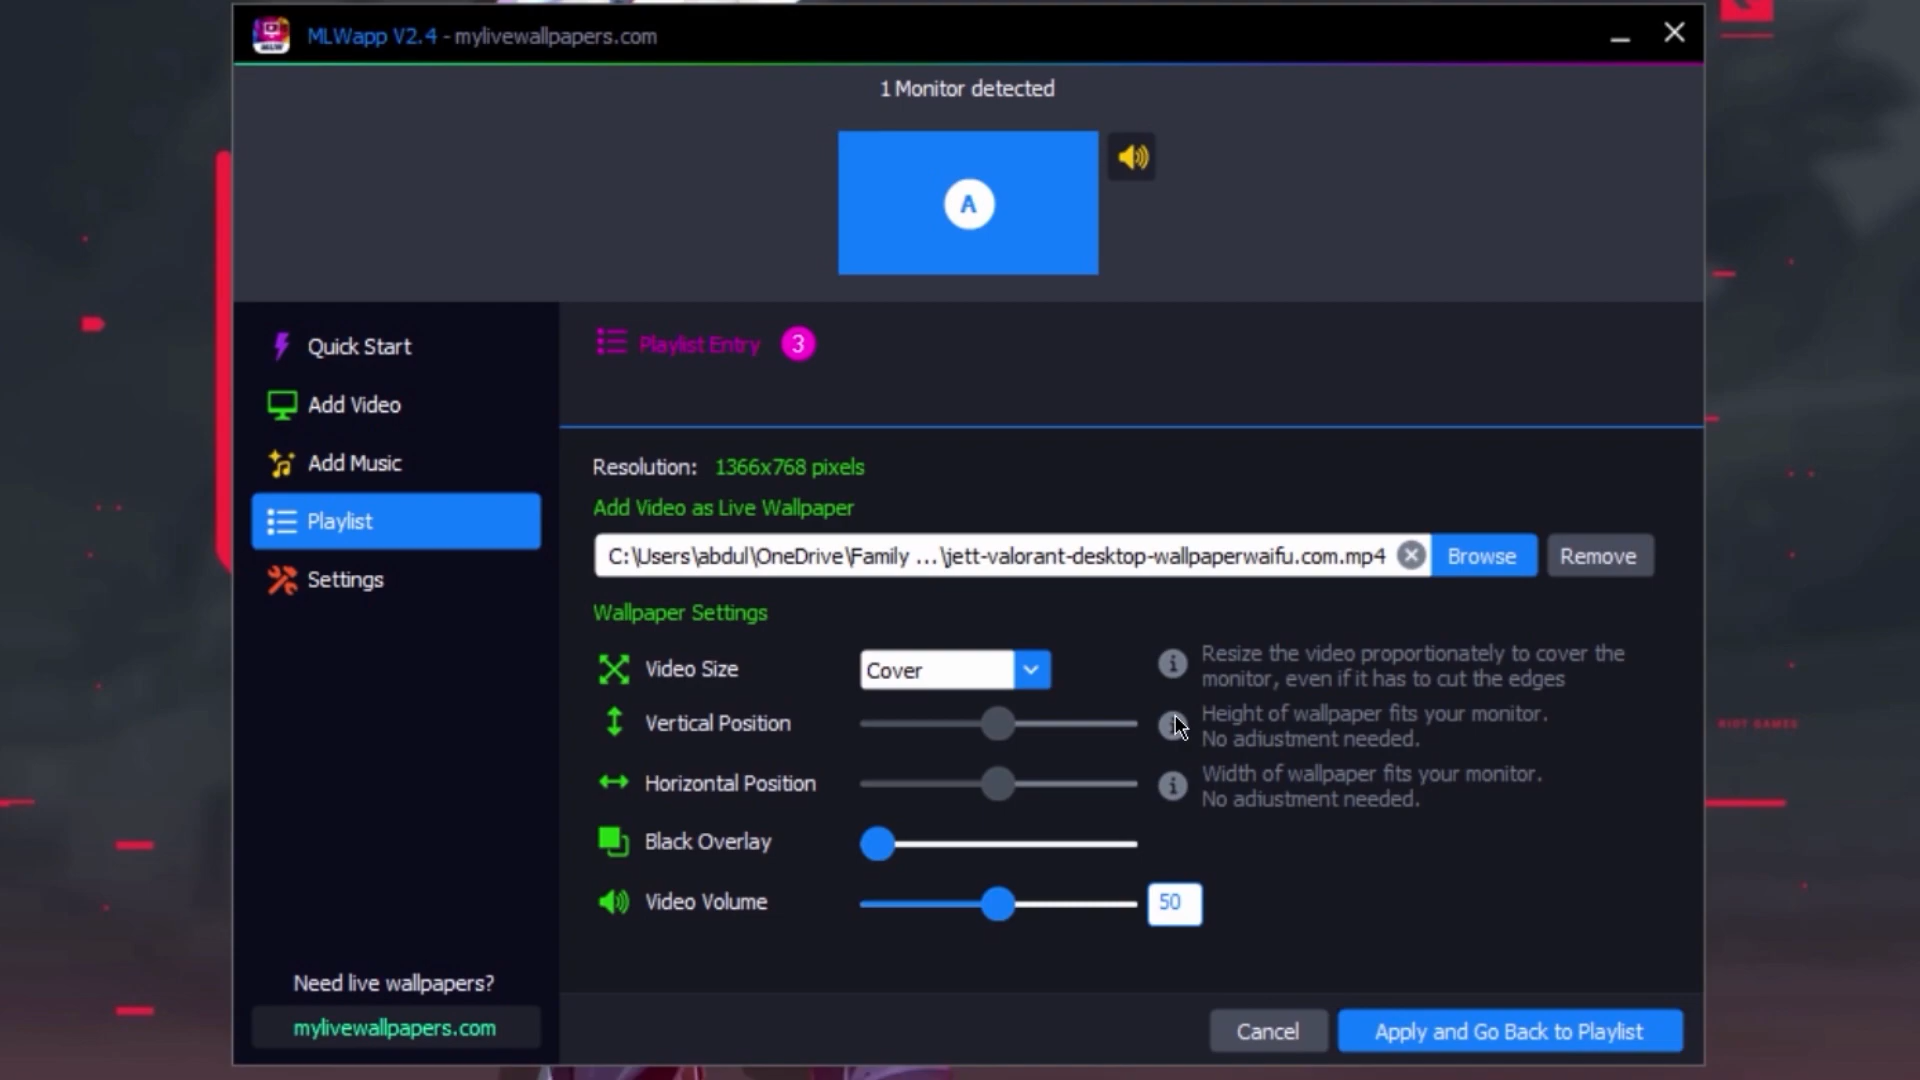 MLWapp V2.4 - mylivewallpapers.com
1 Monitor detected
A
Quick Start
Add Video
Add Music
Playlist
Settings
Need live wallpapers?
mylivewallpapers.com
Playlist Entry 3
Resolution: 1366x768 pixels
Add Video as Live Wallpaper
C:\Users\abdul\OneDrive\Family ... \jett-valorant-desktop-wallpaperwaifu.com.mp4 Browse Remove
Wallpaper Settings
Video Size Cover
Resize the video proportionately to cover the
monitor, even if it has to cut the edges
Vertical Position
Height of wallpaper fits your monitor.
No adjustment needed.
Horizontal Position
Width of wallpaper fits your monitor.
No adjustment needed.
Black Overlay
Video Volume 50
Cancel Apply and Go Back to Playlist
RIOT GAMES
MLW